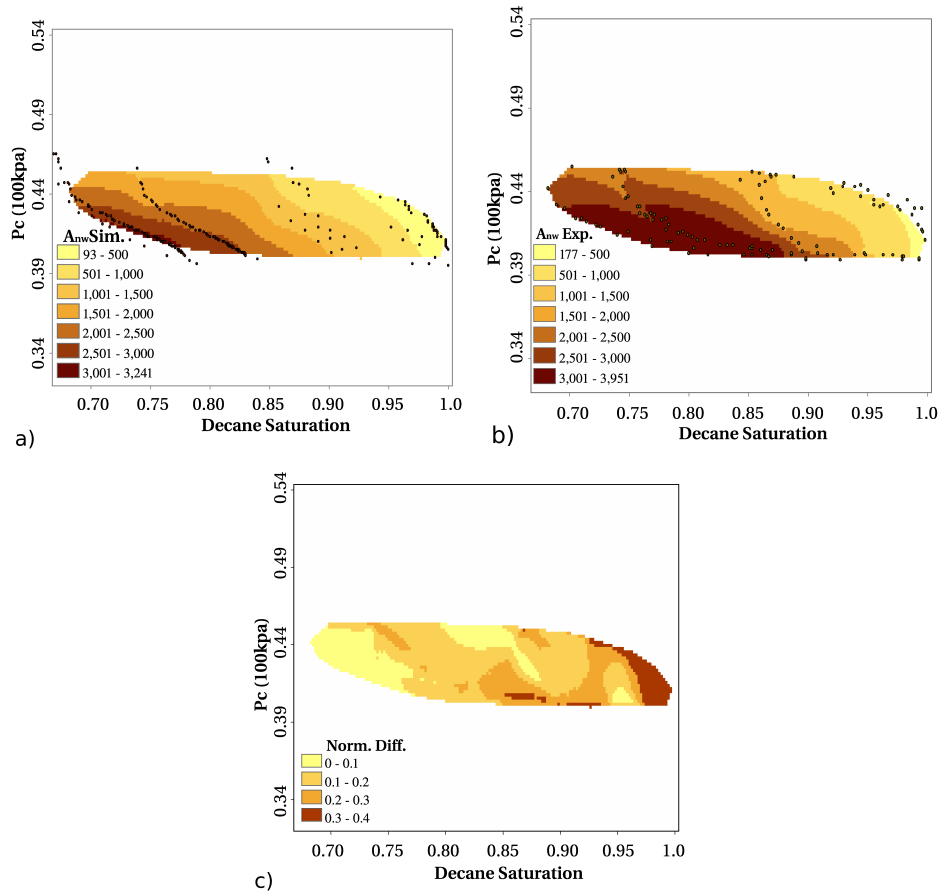 0.54
0.49
0.44
0.39
0.34
Pc (100kpa)
AnwSim.
93 - 500
501 - 1,000
1,001 - 1,500
1,501 - 2,000
2,001 - 2,500
2,501 - 3,000
3,001 - 3,241
0.70 0.75 0.80 0.85 0.90 0.95 1.0
Decane Saturation
a)
0.54
0.49
0.44
0.39
0.34
Pc (100kpa)
Anw Exp.
177 - 500
501 - 1,000
1,001 - 1,500
1,501 - 2,000
2,001 - 2,500
2,501 - 3,000
3,001 - 3,951
0.70 0.75 0.80 0.85 0.90 0.95 1.0
Decane Saturation
b)
0.54
0.49
0.44
0.39
0.34
Pc (100kpa)
Norm. Diff.
0 - 0.1
0.1 - 0.2
0.2 - 0.3
0.3 - 0.4
0.70 0.75 0.80 0.85 0.90 0.95 1.0
Decane Saturation
c)